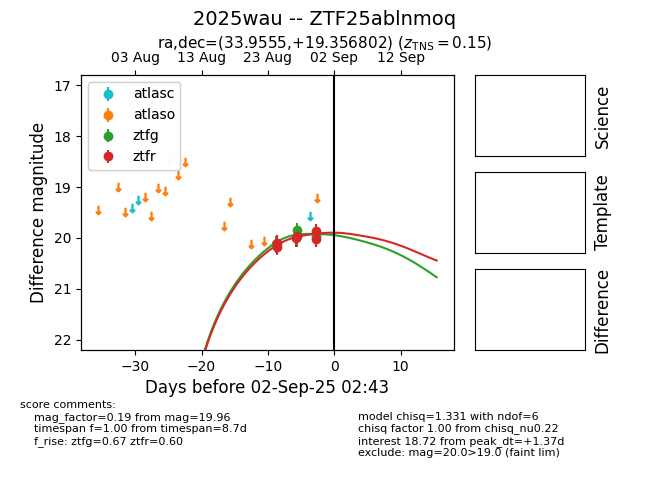 2025wau -- ZTF25ablnmoq
ra,dec=(33.9555,+19.356802) (z_TNS=0.15)
03 Aug 13 Aug 23 Aug 02 Sep 12 Sep
atlasc
atlaso
ztfg
ztfr
17
18
19
20
21
22
Difference magnitude
−30 −20 −10 0 10
Days before 02-Sep-25 02:43
Science
Template
Difference
score comments:
mag_factor=0.19 from mag=19.96
timespan f=1.00 from timespan=8.7d
f_rise: ztfg=0.67 ztfr=0.60
model chisq=1.331 with ndof=6
chisq factor 1.00 from chisq_nu0.22
interest 18.72 from peak_dt=+1.37d
exclude: mag=20.0>19.0 (faint lim)